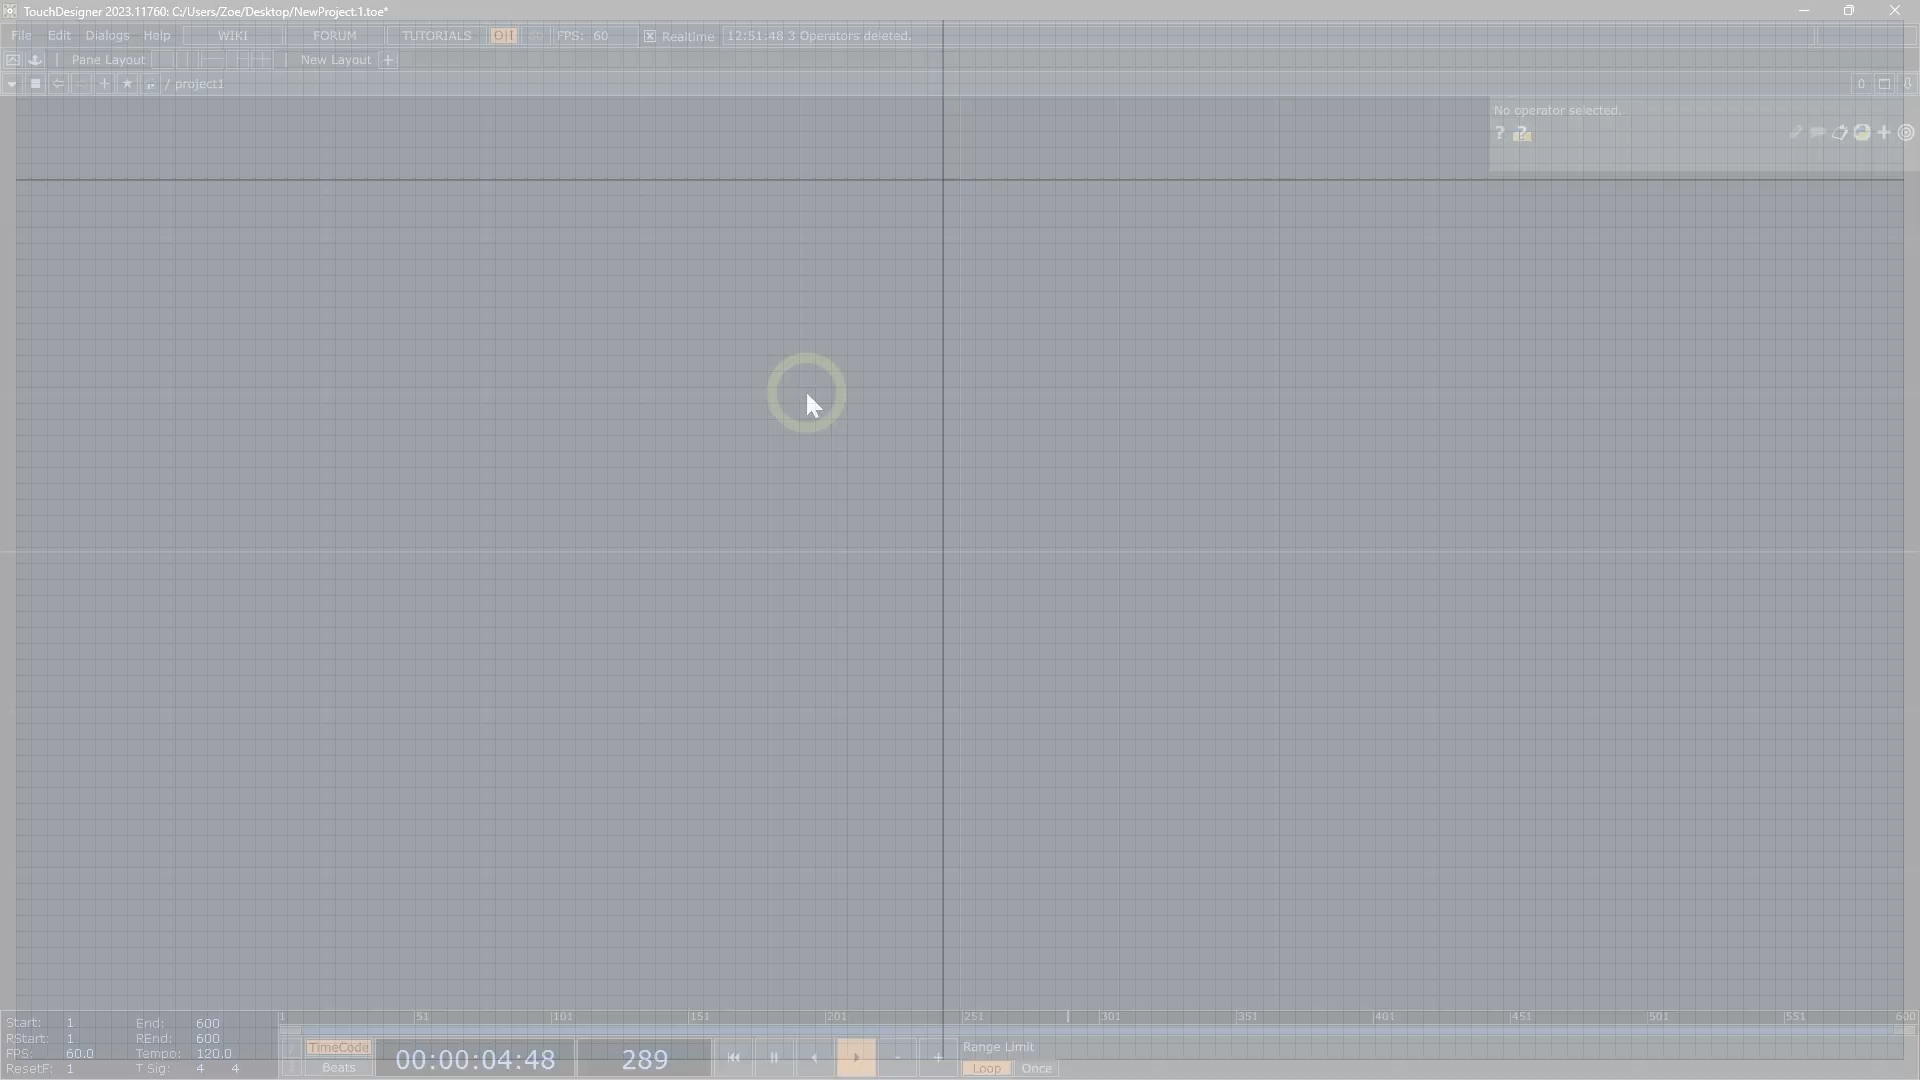 TouchDesigner 2023.11760: C:/Users/Zoe/Desktop/NewProject.1.toe*
File Edit Dialogs Help WIKI FORUM TUTORIALS O|I FPS: 60 Realtime 12:51:48 3 Operators deleted.
Pane Layout New Layout +
/ project1 0
No operator selected.
? ?
1 51 101 151 201 251 301 351 401 451 501 551 600
Start: 1 End: 600
RStart: 1 REnd: 600
FPS: 60.0 Tempo: 120.0
ResetF: 1 T Sig: 4 4
TimeCode
Beats
00:00:04:48 289
- +
Range Limit
Loop Once